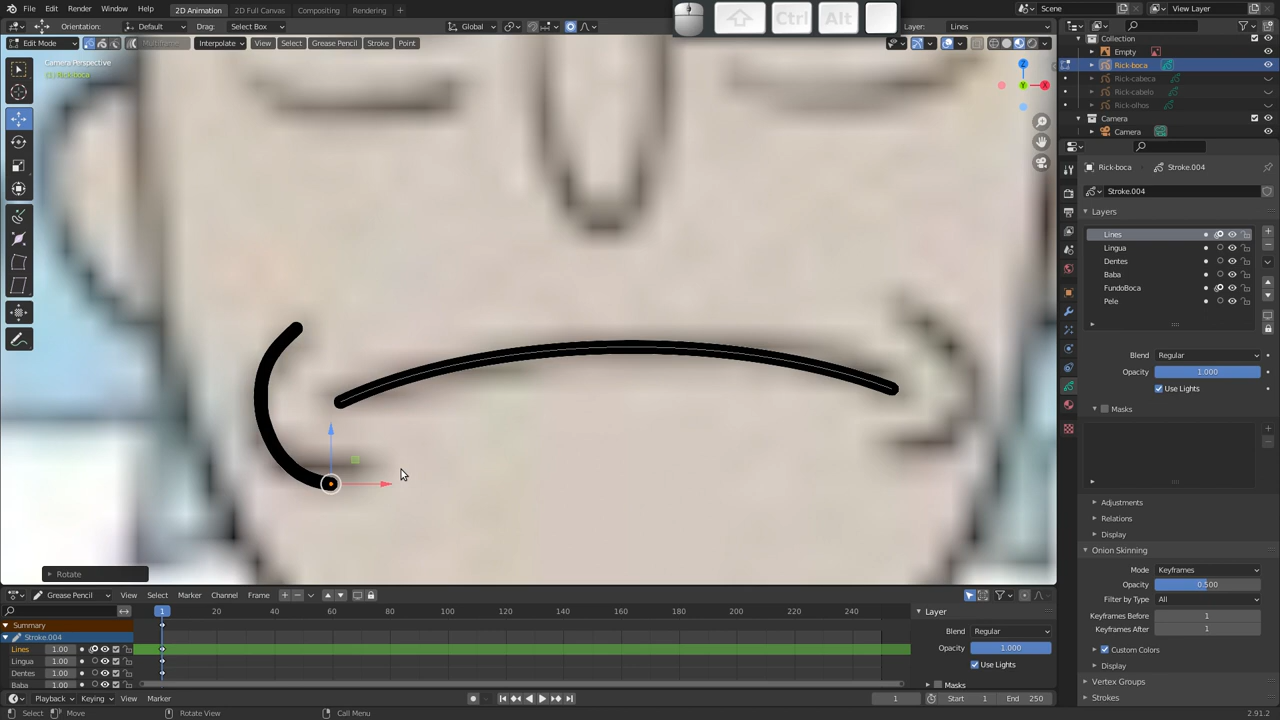 File Edit Render Window Help 2D Animation 2D Full Canvas Compositing Rendering + Scene View Layer
Global Default Drag: Select Box Ctrl Alt Layer: Lines
Edit Mode Multiframe Interpolate View Select Grease Pencil Stroke Point
Camera Perspective
(1) Rick-boca
Z
Y X
Collection
Empty
Rick-boca
Rick-cabeca
Rick-cabelo
Rick-olhos
Camera
Camera
Rick-boca Stroke.004
Stroke.004
Layers
Lines
Lingua
Dentes
Baba
FundoBoca
Pele
Blend Regular
Opacity 1.000
Use Lights
Masks
Adjustments
Relations
Display
Onion Skinning
Mode Keyframes
Opacity 0.500
Filter by Type All
Keyframes Before 1
Keyframes After 1
Custom Colors
Display
Vertex Groups
Strokes
Rotate
Grease Pencil View Select Marker Channel Frame
1 20 40 60 80 100 120 140 160 180 200 220 240
Summary
Stroke.004
Lines 1.00
Lingua 1.00
Dentes 1.00
Baba 1.00
Layer
Blend Regular
Opacity 1.000
Use Lights
Masks
Playback Keying View Marker 1 Start 1 End 250
Select Move Rotate View Call Menu 2.91.2